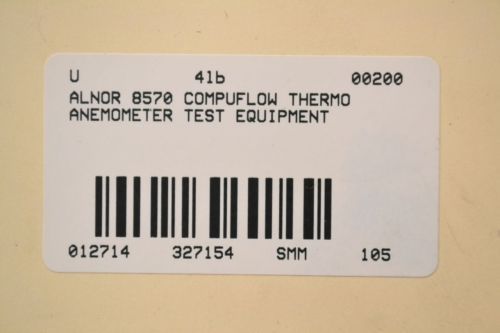 U 41b 00200
ALNOR 8570 COMPUFLOW THERMO
ANEMOMETER TEST EQUIPMENT
012714 327154 SMM 105